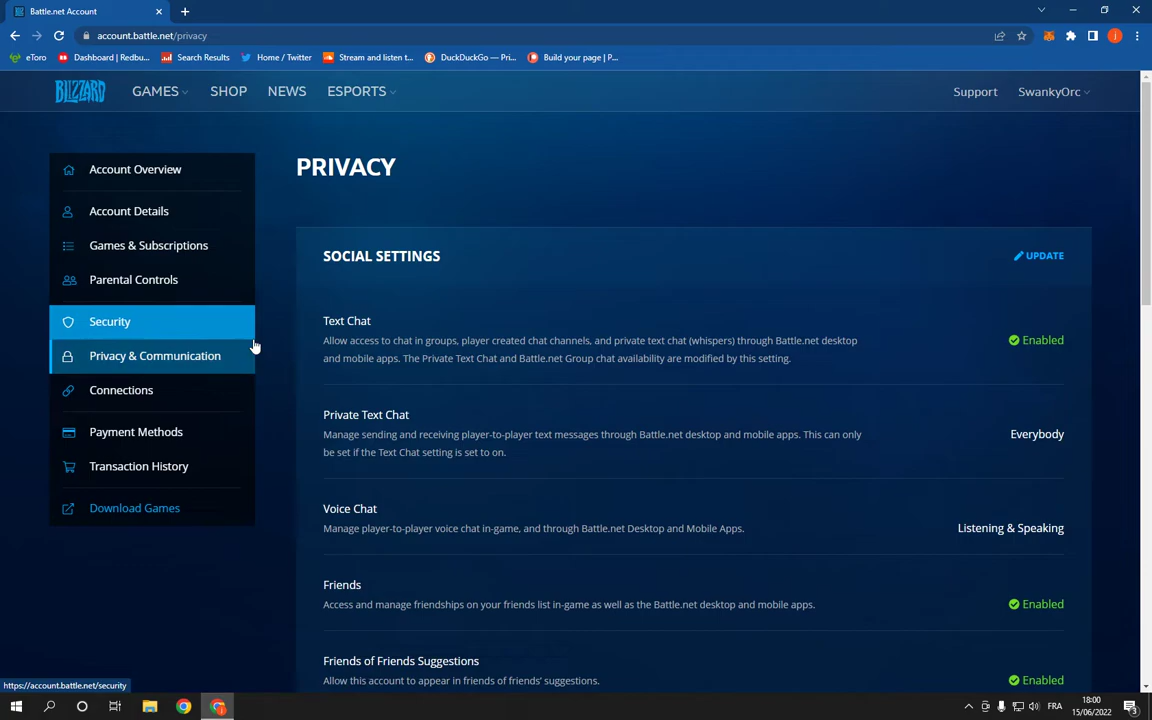 Battle.net Account
account.battle.net/privacy
eToro
Dashboard | Redbu...
Search Results
Home / Twitter
Stream and listen t...
DuckDuckGo — Pri...
Build your page | P...
BLIZZARD
GAMES
SHOP
NEWS
ESPORTS
Support
SwankyOrc
Account Overview
Account Details
Games & Subscriptions
Parental Controls
Security
Privacy & Communication
Connections
Payment Methods
Transaction History
Download Games
PRIVACY
SOCIAL SETTINGS
UPDATE
Text Chat
Allow access to chat in groups, player created chat channels, and private text chat (whispers) through Battle.net desktop
and mobile apps. The Private Text Chat and Battle.net Group chat availability are modified by this setting.
Enabled
Private Text Chat
Manage sending and receiving player-to-player text messages through Battle.net desktop and mobile apps. This can only
be set if the Text Chat setting is set to on.
Everybody
Voice Chat
Manage player-to-player voice chat in-game, and through Battle.net Desktop and Mobile Apps.
Listening & Speaking
Friends
Access and manage friendships on your friends list in-game as well as the Battle.net desktop and mobile apps.
Enabled
Friends of Friends Suggestions
Allow this account to appear in friends of friends' suggestions.
Enabled
https://account.battle.net/security
FRA
18:00
15/06/2022
3